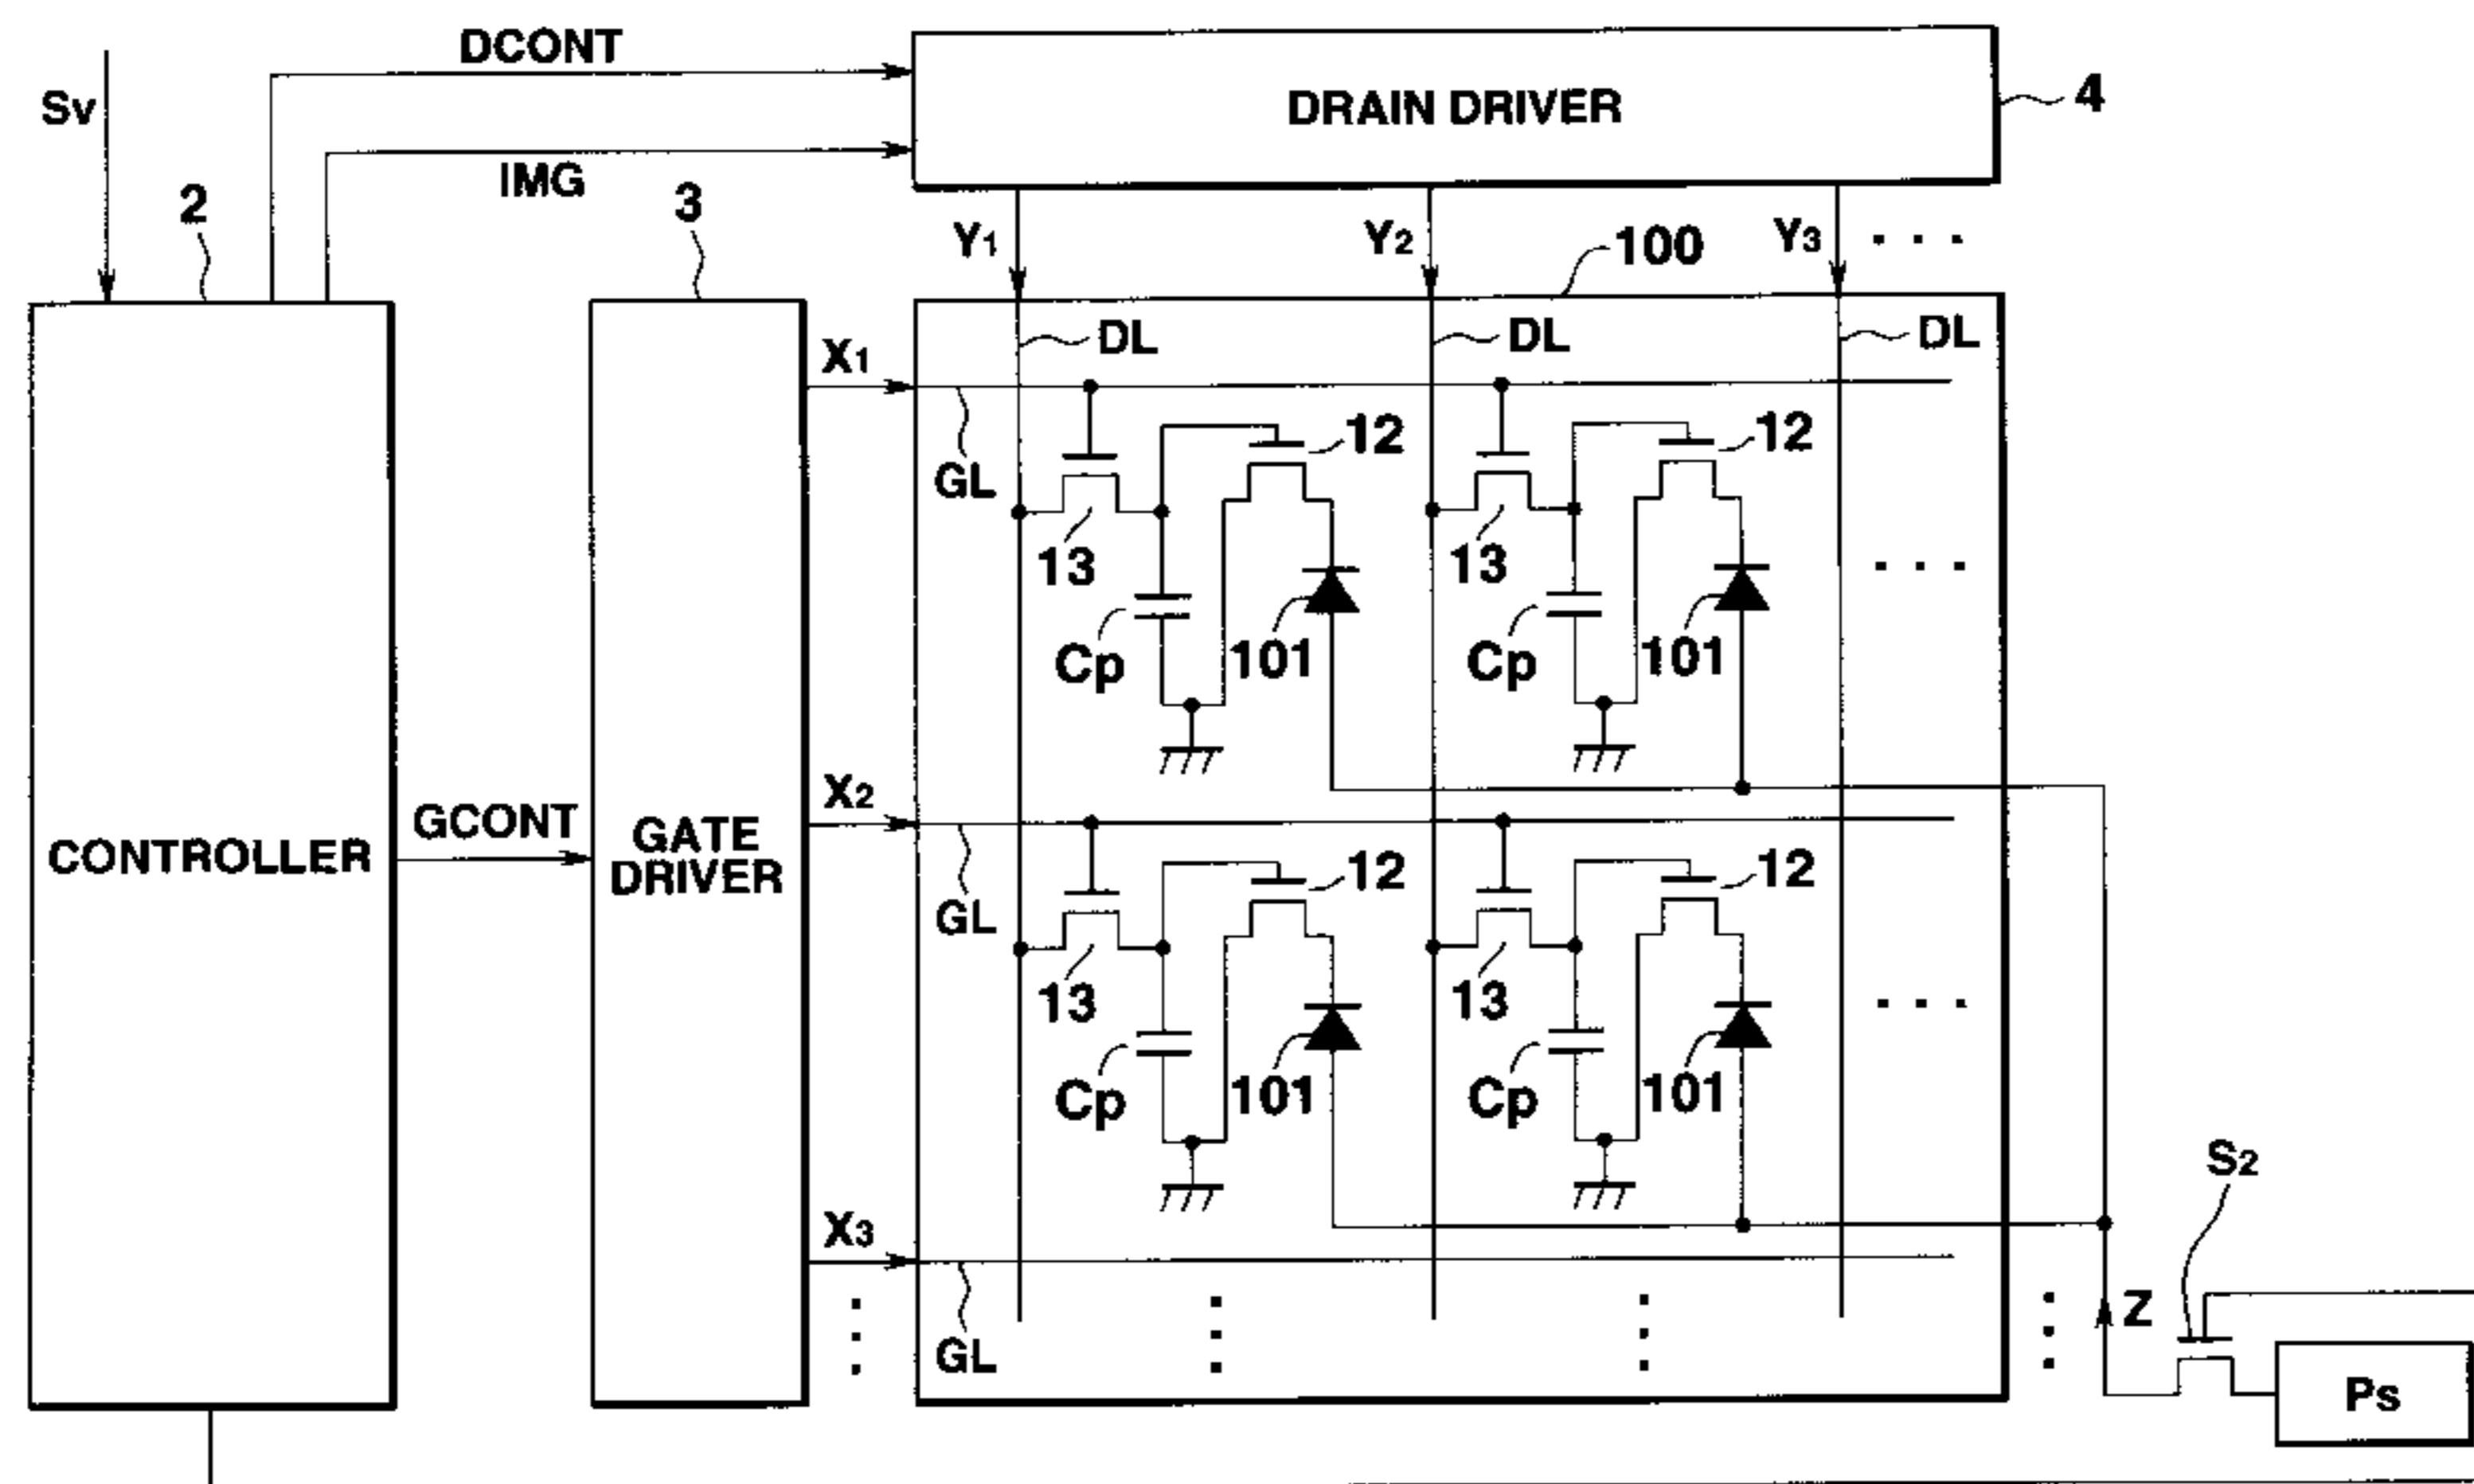 DCONT
Sv
DRAIN DRIVER
4
IMG
2
3
Y1
Y2
100
Y3
. . .
DL
DL
DL
X1
12
12
GL
13
13
. . .
Cp
101
Cp
101
X2
GCONT
GATE
DRIVER
CONTROLLER
12
12
GL
13
13
. . .
Cp
101
Cp
101
S2
X3
Z
GL
Ps